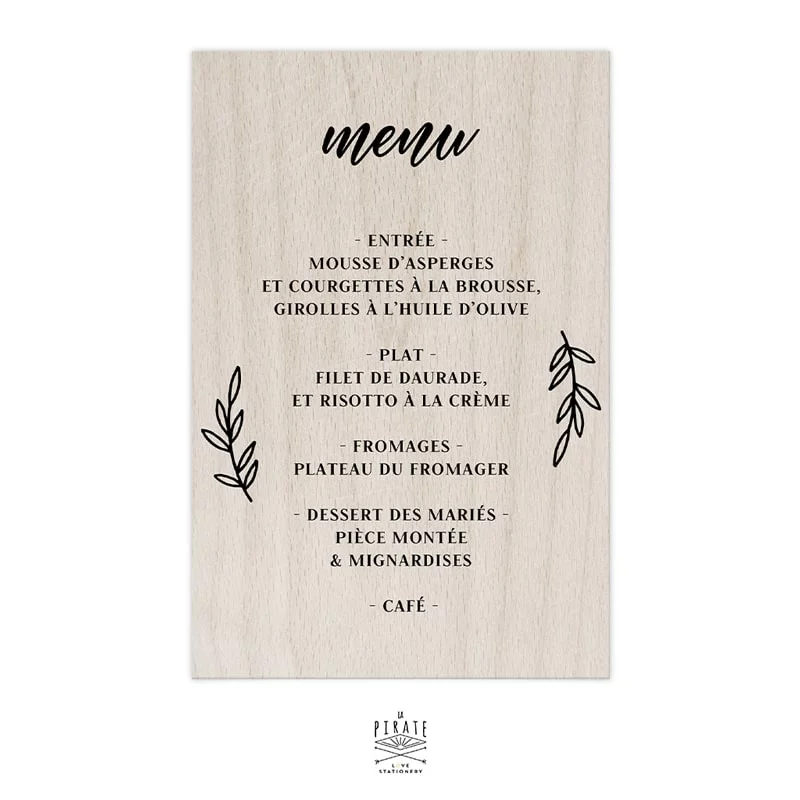 menu
- ENTRÉE -
MOUSSE D’ASPERGES
ET COURGETTES À LA BROUSSE,
GIROLLES À L’HUILE D’OLIVE
- PLAT -
FILET DE DAURADE,
ET RISOTTO À LA CRÈME
- FROMAGES -
PLATEAU DU FROMAGER
- DESSERT DES MARIÉS -
PIÈCE MONTÉE
& MIGNARDISES
- CAFÉ -
LA
PIRATE
LOVE
STATIONERY